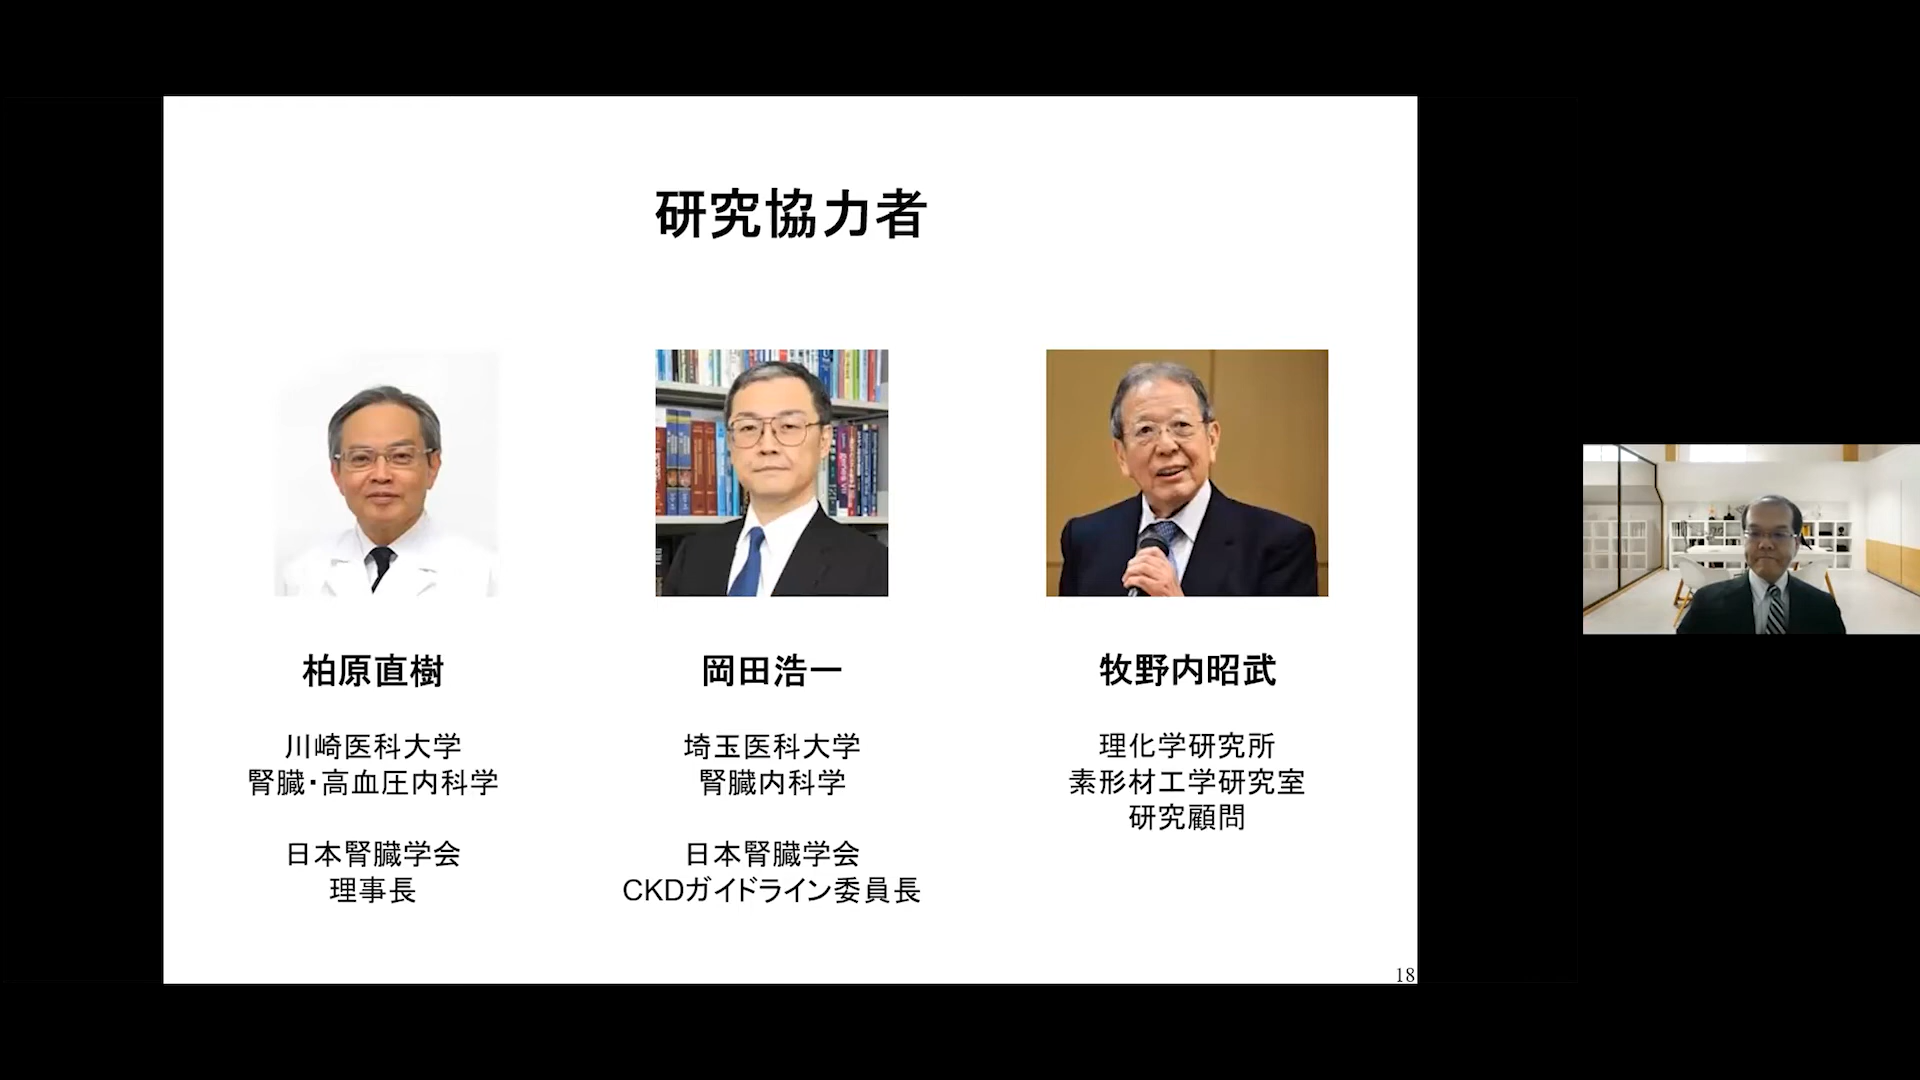 研究協力者
柏原直樹
川崎医科大学
腎臓・高血圧内科学
日本腎臓学会
理事長
岡田浩一
埼玉医科大学
腎臓内科学
日本腎臓学会
CKDガイドライン委員長
牧野内昭武
理化学研究所
素形材工学研究室
研究顧問
18